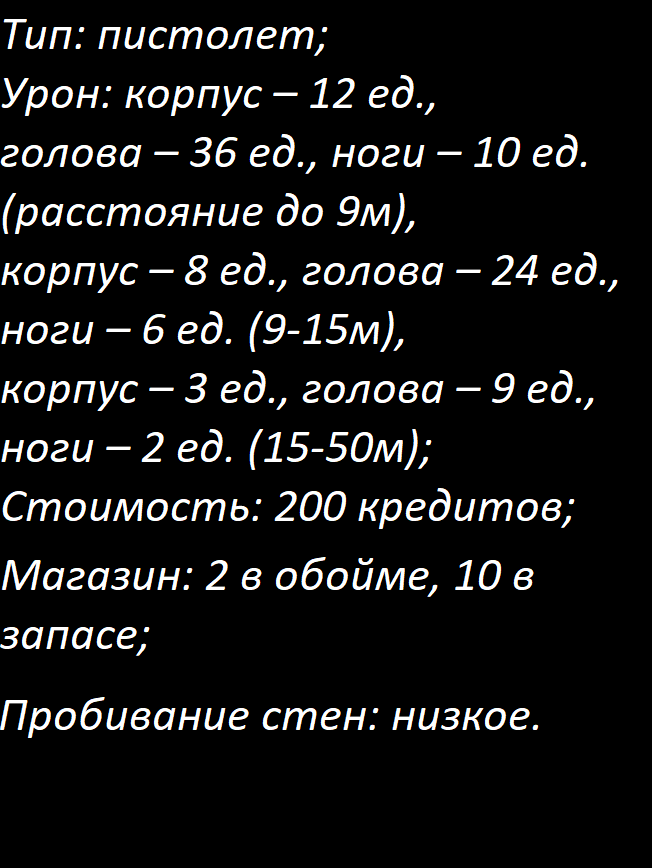 Тип: пистолет;
Урон: корпус – 12 ед.,
голова – 36 ед., ноги – 10 ед.
(расстояние до 9м),
корпус – 8 ед., голова – 24 ед.,
ноги – 6 ед. (9-15м),
корпус – 3 ед., голова – 9 ед.,
ноги – 2 ед. (15-50м);
Стоимость: 200 кредитов;
Магазин: 2 в обойме, 10 в
запасе;
Пробивание стен: низкое.